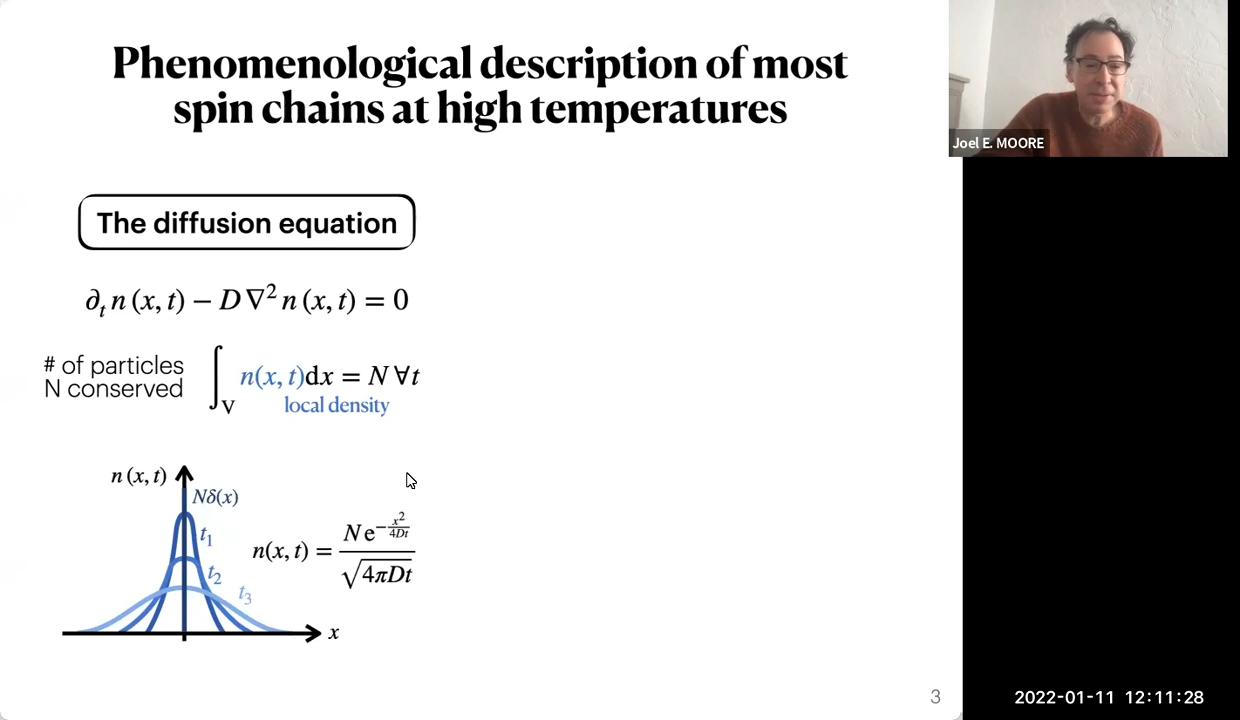 Phenomenological description of most
spin chains at high temperatures
Joel E. MOORE
The diffusion equation
∂ₜ n (x, t) − D ∇² n (x, t) = 0
# of particles
N conserved
∫_V n(x, t)dx = N ∀t
local density
n (x, t)
Nδ(x)
t₁
t₂
t₃
x
n(x, t) = N e^(−x²/4Dt) / √(4πDt)
3
2022-01-11 12:11:28